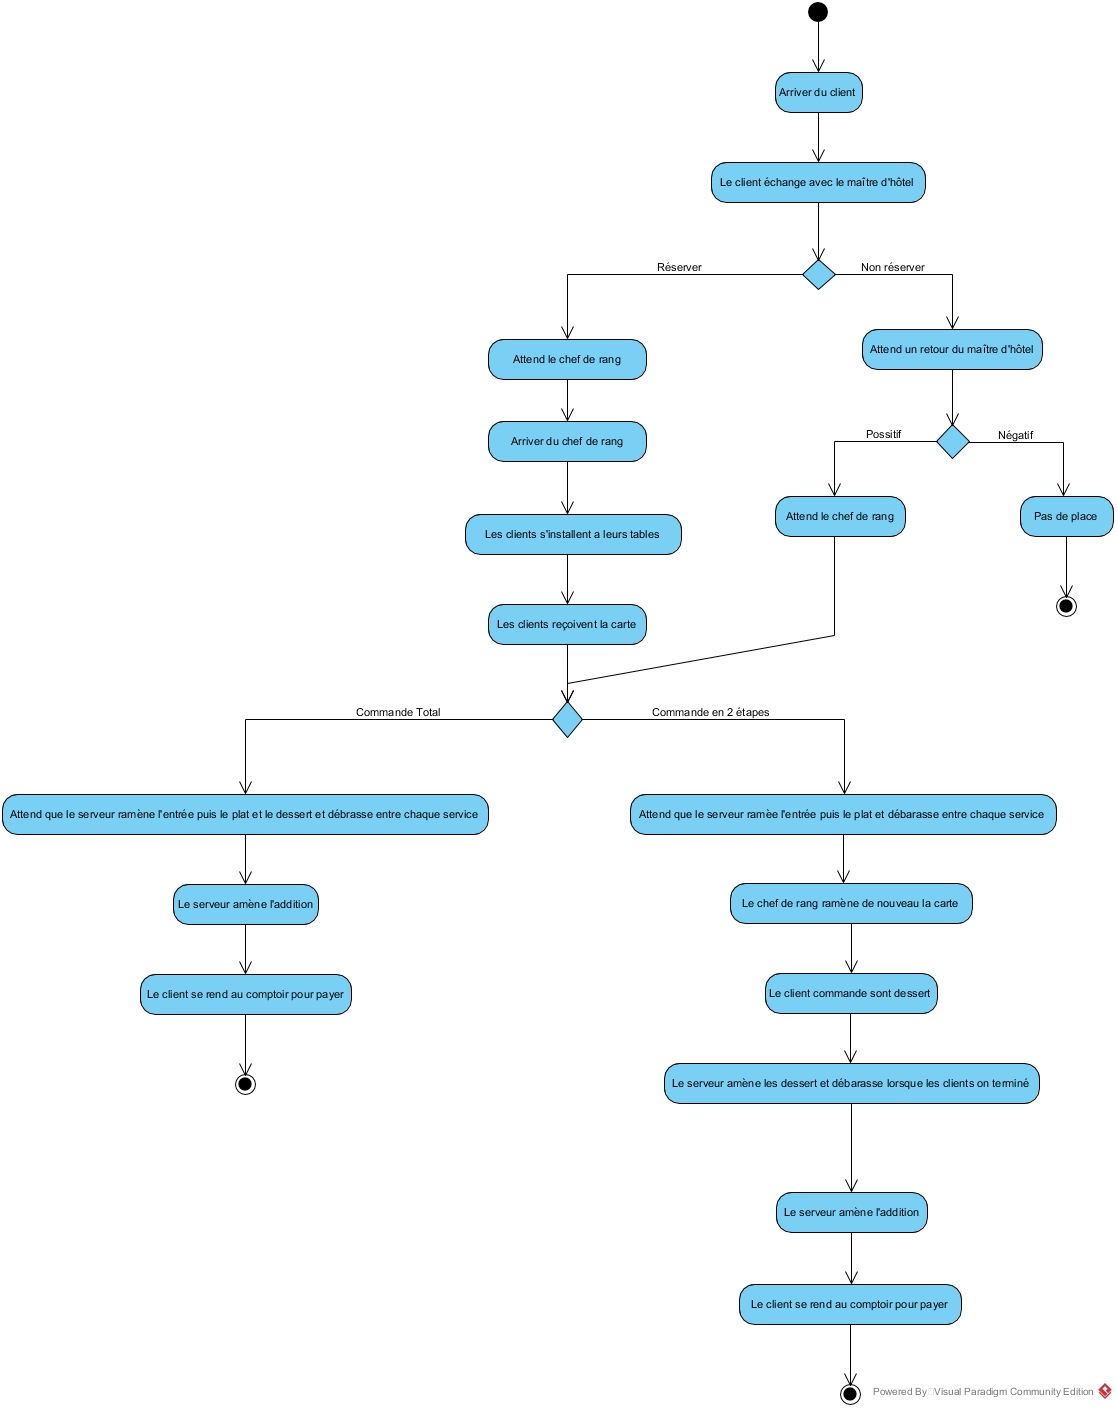 Arriver du client
Le client échange avec le maître d'hôtel
Réserver
Non réserver
Attend le chef de rang
Attend un retour du maître d'hôtel
Arriver du chef de rang
Possitif
Négatif
Attend le chef de rang
Pas de place
Les clients s'installent a leurs tables
Les clients reçoivent la carte
Commande Total
Commande en 2 étapes
Attend que le serveur ramène l'entrée puis le plat et le dessert et débrasse entre chaque service
Attend que le serveur ramèe l'entrée puis le plat et débarasse entre chaque service
Le serveur amène l'addition
Le chef de rang ramène de nouveau la carte
Le client se rend au comptoir pour payer
Le client commande sont dessert
Le serveur amène les dessert et débarasse lorsque les clients on terminé
Le serveur amène l'addition
Le client se rend au comptoir pour payer
Powered By Visual Paradigm Community Edition